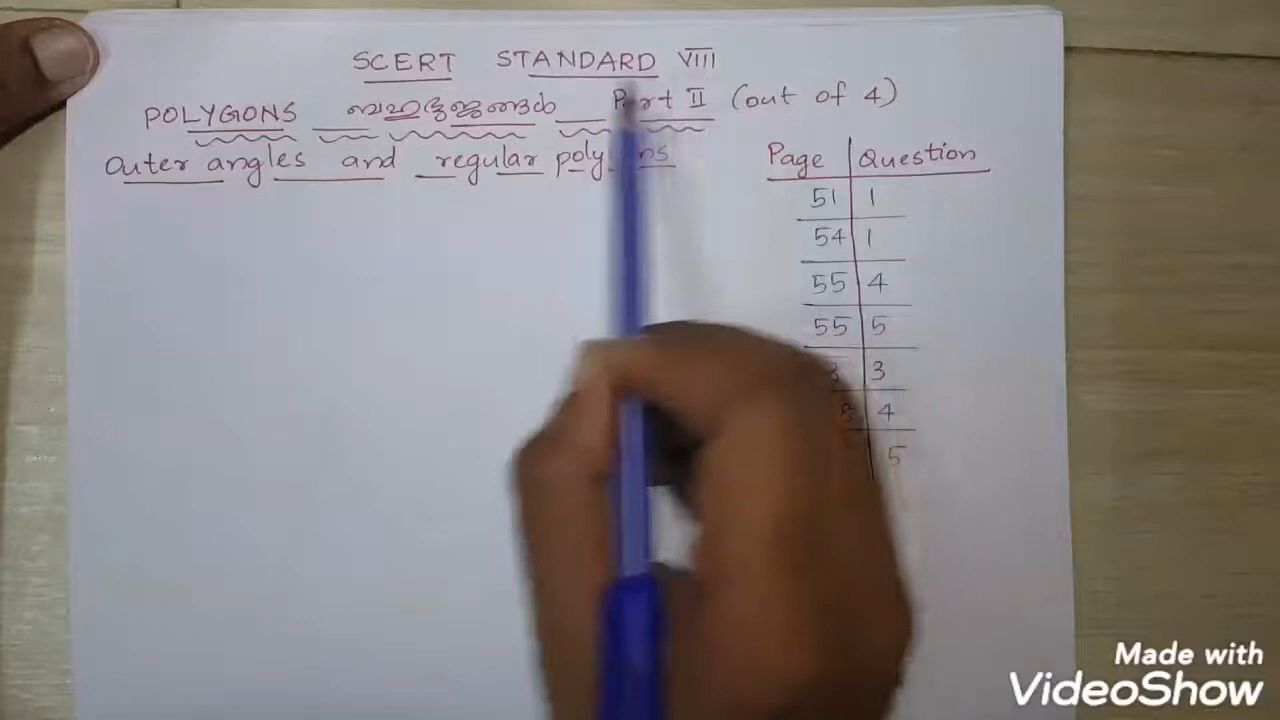 SCERT STANDARD VIII
POLYGONS ബഹുഭുജങ്ങൾ Part II (out of 4)
Outer angles and regular
Page Question
51 1
54 1
55 4
55 5
3
4
5
Made with
VideoShow